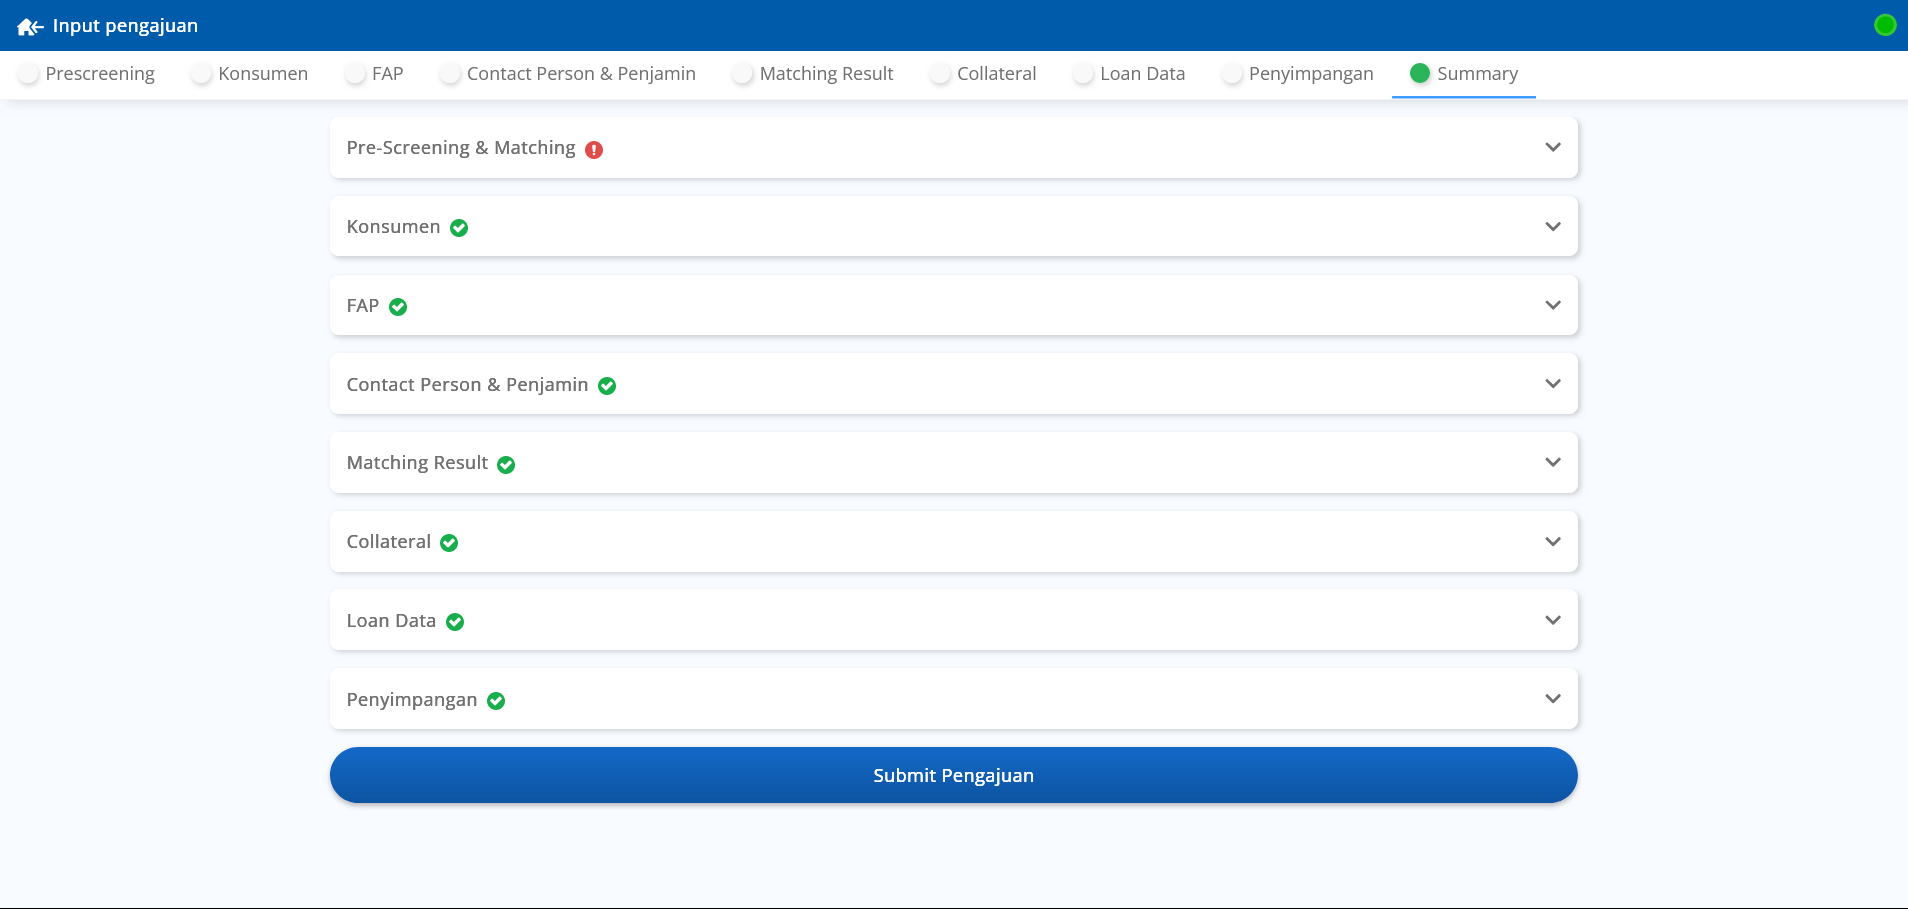 Input pengajuan
Prescreening Konsumen FAP Contact Person & Penjamin Matching Result Collateral Loan Data Penyimpangan Summary
Pre-Screening & Matching
Konsumen
FAP
Contact Person & Penjamin
Matching Result
Collateral
Loan Data
Penyimpangan
Submit Pengajuan